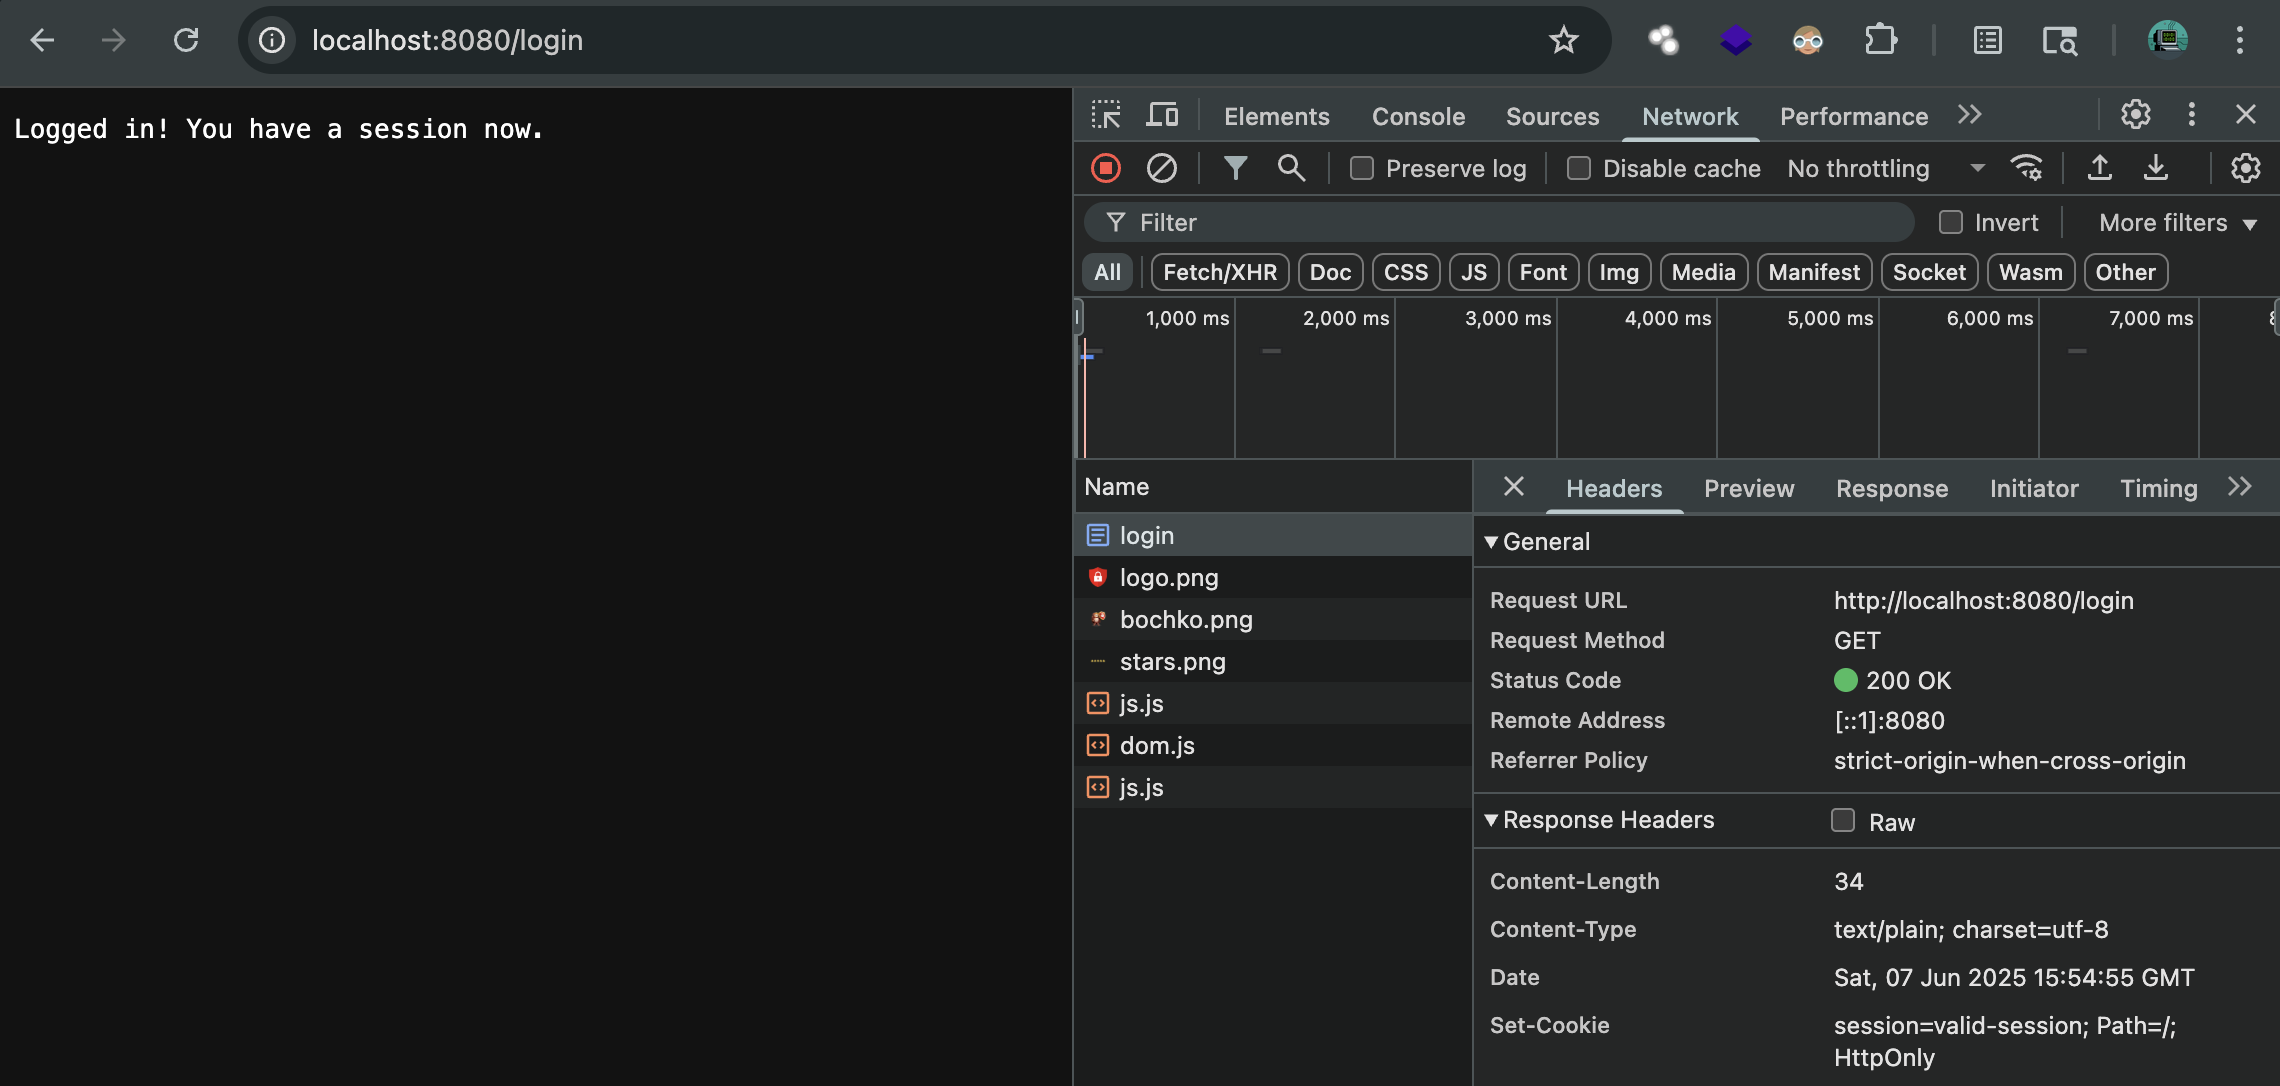 localhost:8080/login
Logged in! You have a session now.
Elements Console Sources Network Performance
Preserve log Disable cache No throttling
Filter Invert More filters
All Fetch/XHR Doc CSS JS Font Img Media Manifest Socket Wasm Other
1,000 ms 2,000 ms 3,000 ms 4,000 ms 5,000 ms 6,000 ms 7,000 ms
Name
login
logo.png
bochko.png
stars.png
js.js
dom.js
js.js
Headers Preview Response Initiator Timing
General
Request URL http://localhost:8080/login
Request Method GET
Status Code 200 OK
Remote Address [::1]:8080
Referrer Policy strict-origin-when-cross-origin
Response Headers Raw
Content-Length 34
Content-Type text/plain; charset=utf-8
Date Sat, 07 Jun 2025 15:54:55 GMT
Set-Cookie session=valid-session; Path=/;
HttpOnly